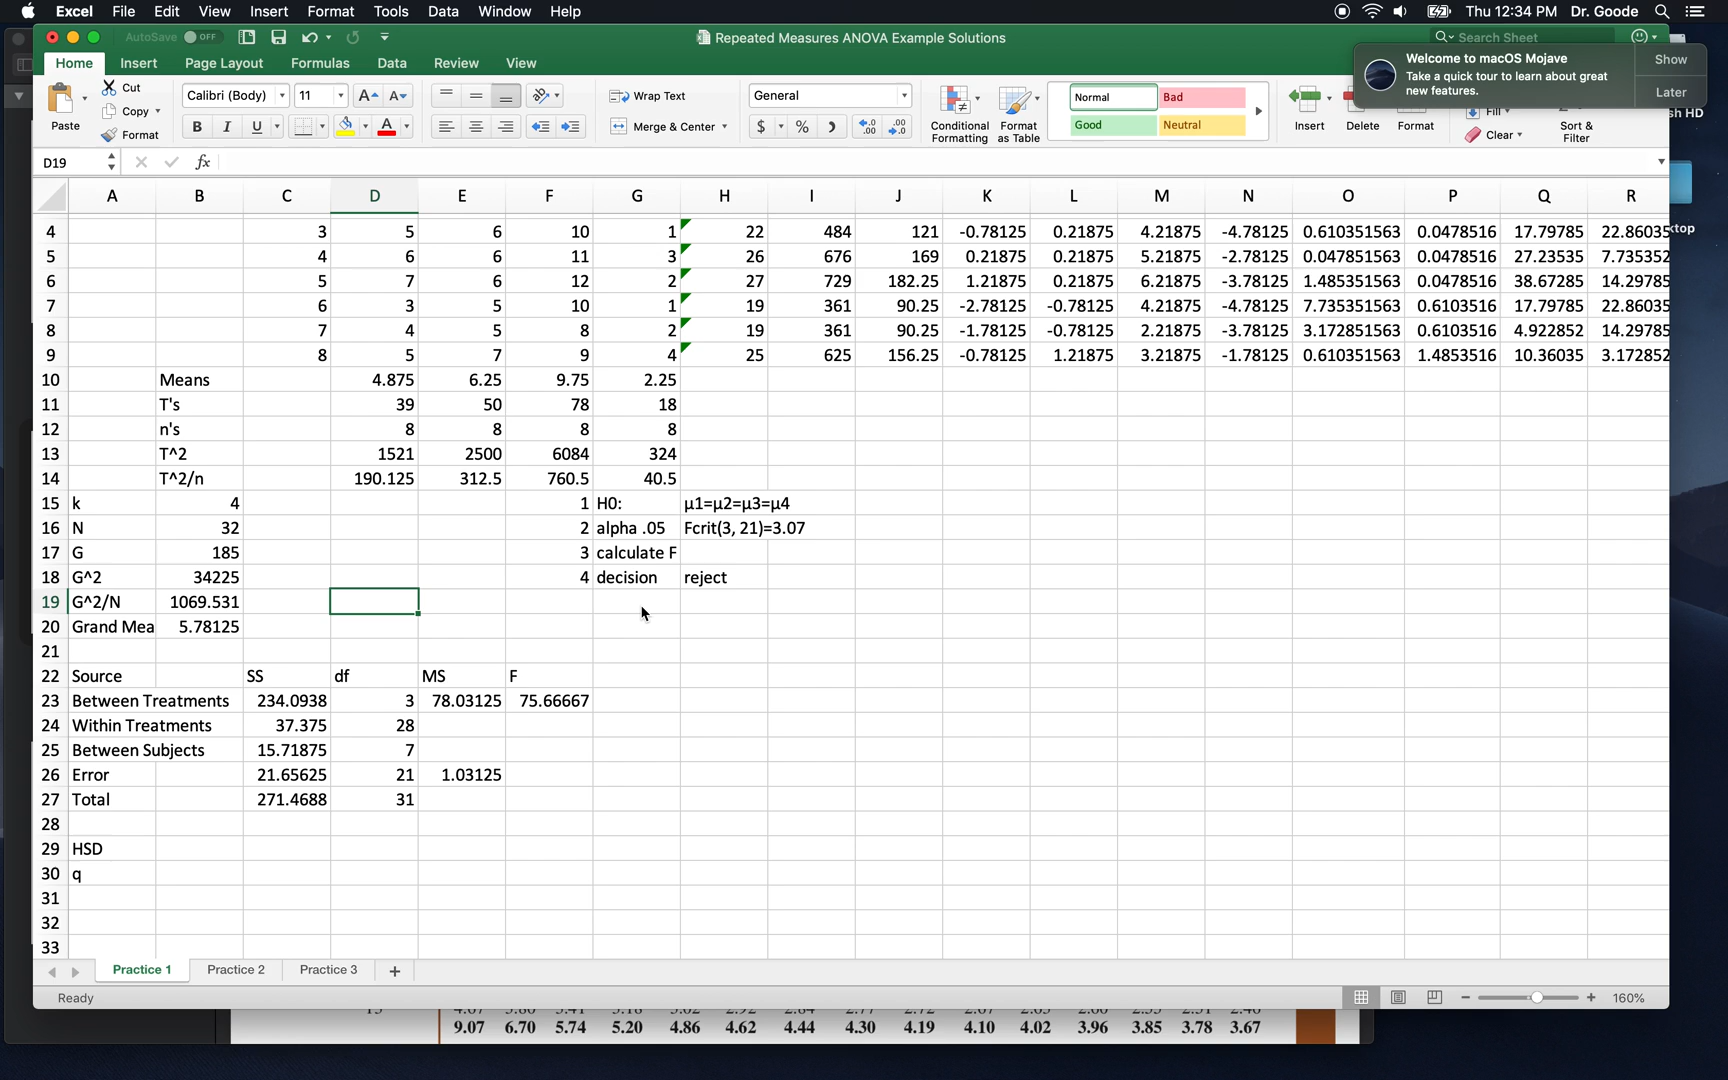 Excel File Edit View Insert Format Tools Data Window Help Thu 12:34 PM Dr. Goode
AutoSave OFF Repeated Measures ANOVA Example Solutions Search Sheet
Home Insert Page Layout Formulas Data Review View
Welcome to macOS Mojave
Take a quick tour to learn about great
new features.
Show
Later
Paste Cut Copy Format
Calibri (Body) 11
B I U
Wrap Text
Merge & Center
General
$ %
Conditional
Formatting
Format
as Table
Normal Bad
Good Neutral
Insert Delete Format
Fill
Clear
Sort &
Filter
sh HD
ktop
D19 fx
A B C D E F G H I J K L M N O P Q R
4 3 5 6 10 1 22 484 121 -0.78125 0.21875 4.21875 -4.78125 0.610351563 0.0478516 17.79785 22.86035
5 4 6 6 11 3 26 676 169 0.21875 0.21875 5.21875 -2.78125 0.047851563 0.0478516 27.23535 7.735352
6 5 7 6 12 2 27 729 182.25 1.21875 0.21875 6.21875 -3.78125 1.485351563 0.0478516 38.67285 14.29785
7 6 3 5 10 1 19 361 90.25 -2.78125 -0.78125 4.21875 -4.78125 7.735351563 0.6103516 17.79785 22.86035
8 7 4 5 8 2 19 361 90.25 -1.78125 -0.78125 2.21875 -3.78125 3.172851563 0.6103516 4.922852 14.29785
9 8 5 7 9 4 25 625 156.25 -0.78125 1.21875 3.21875 -1.78125 0.610351563 1.4853516 10.36035 3.172852
10 Means 4.875 6.25 9.75 2.25
11 T's 39 50 78 18
12 n's 8 8 8 8
13 T^2 1521 2500 6084 324
14 T^2/n 190.125 312.5 760.5 40.5
15 k 4 1 H0: μ1=μ2=μ3=μ4
16 N 32 2 alpha .05 Fcrit(3, 21)=3.07
17 G 185 3 calculate F
18 G^2 34225 4 decision reject
19 G^2/N 1069.531
20 Grand Mea 5.78125
21
22 Source SS df MS F
23 Between Treatments 234.0938 3 78.03125 75.66667
24 Within Treatments 37.375 28
25 Between Subjects 15.71875 7
26 Error 21.65625 21 1.03125
27 Total 271.4688 31
28
29 HSD
30 q
31
32
33
Practice 1 Practice 2 Practice 3 +
Ready 160%
9.07 6.70 5.74 5.20 4.86 4.62 4.44 4.30 4.19 4.10 4.02 3.96 3.85 3.78 3.67